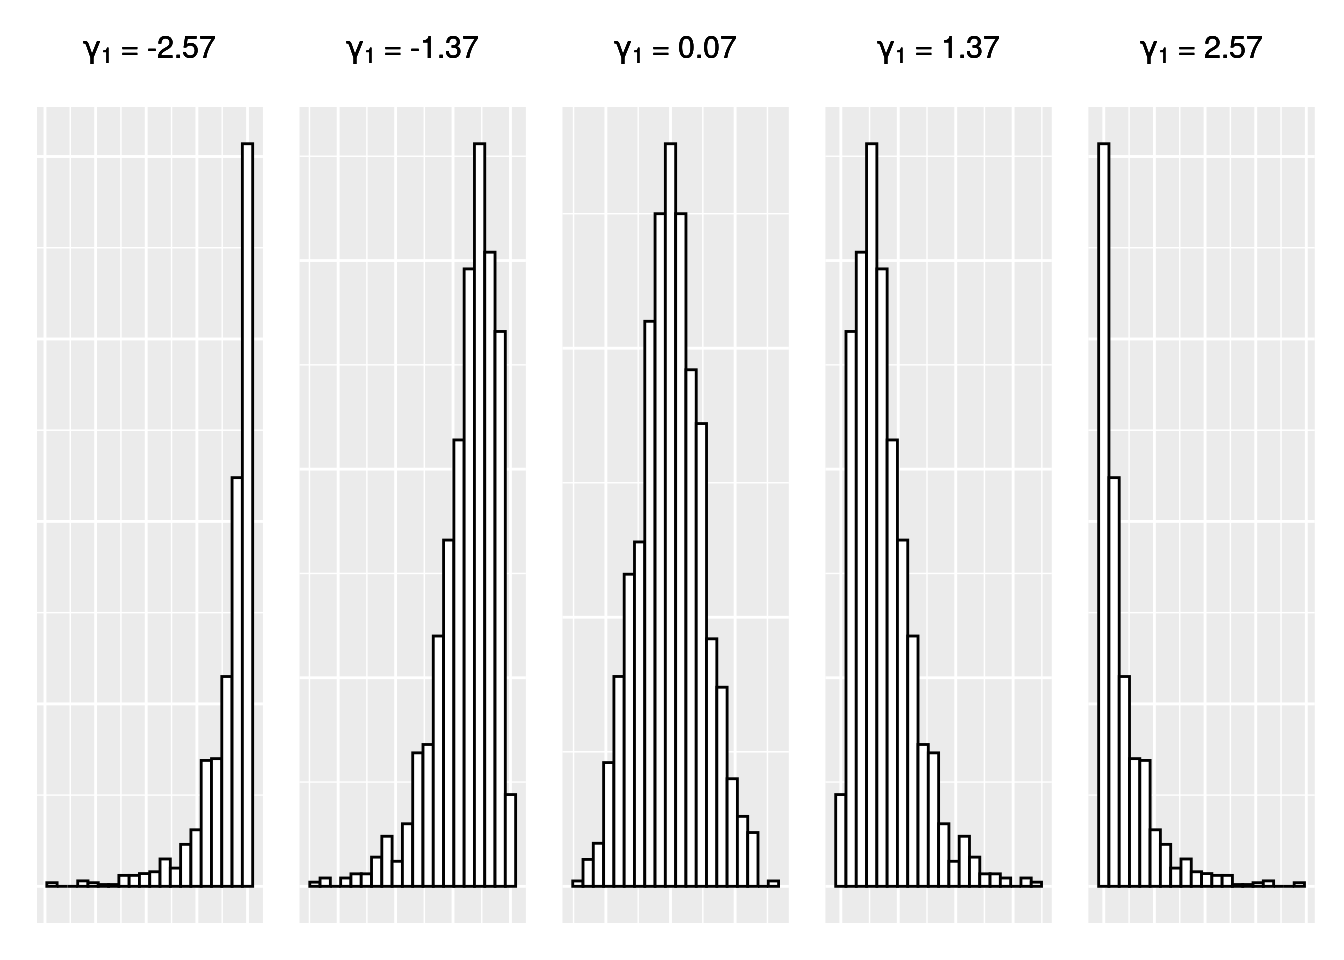 γ₁ = -2.57
γ₁ = -1.37
γ₁ = 0.07
γ₁ = 1.37
γ₁ = 2.57